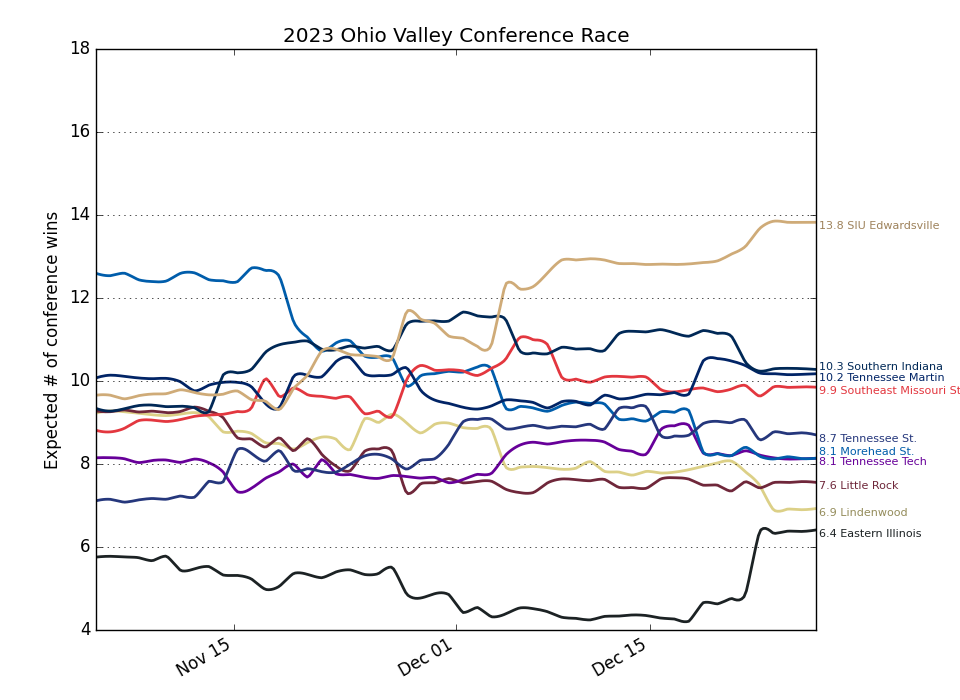 2023 Ohio Valley Conference Race
Expected # of conference wins
18
16
14
12
10
8
6
4
Nov 15
Dec 01
Dec 15
13.8 SIU Edwardsville
10.3 Southern Indiana
10.2 Tennessee Martin
9.9 Southeast Missouri St
8.7 Tennessee St.
8.1 Morehead St.
8.1 Tennessee Tech
7.6 Little Rock
6.9 Lindenwood
6.4 Eastern Illinois